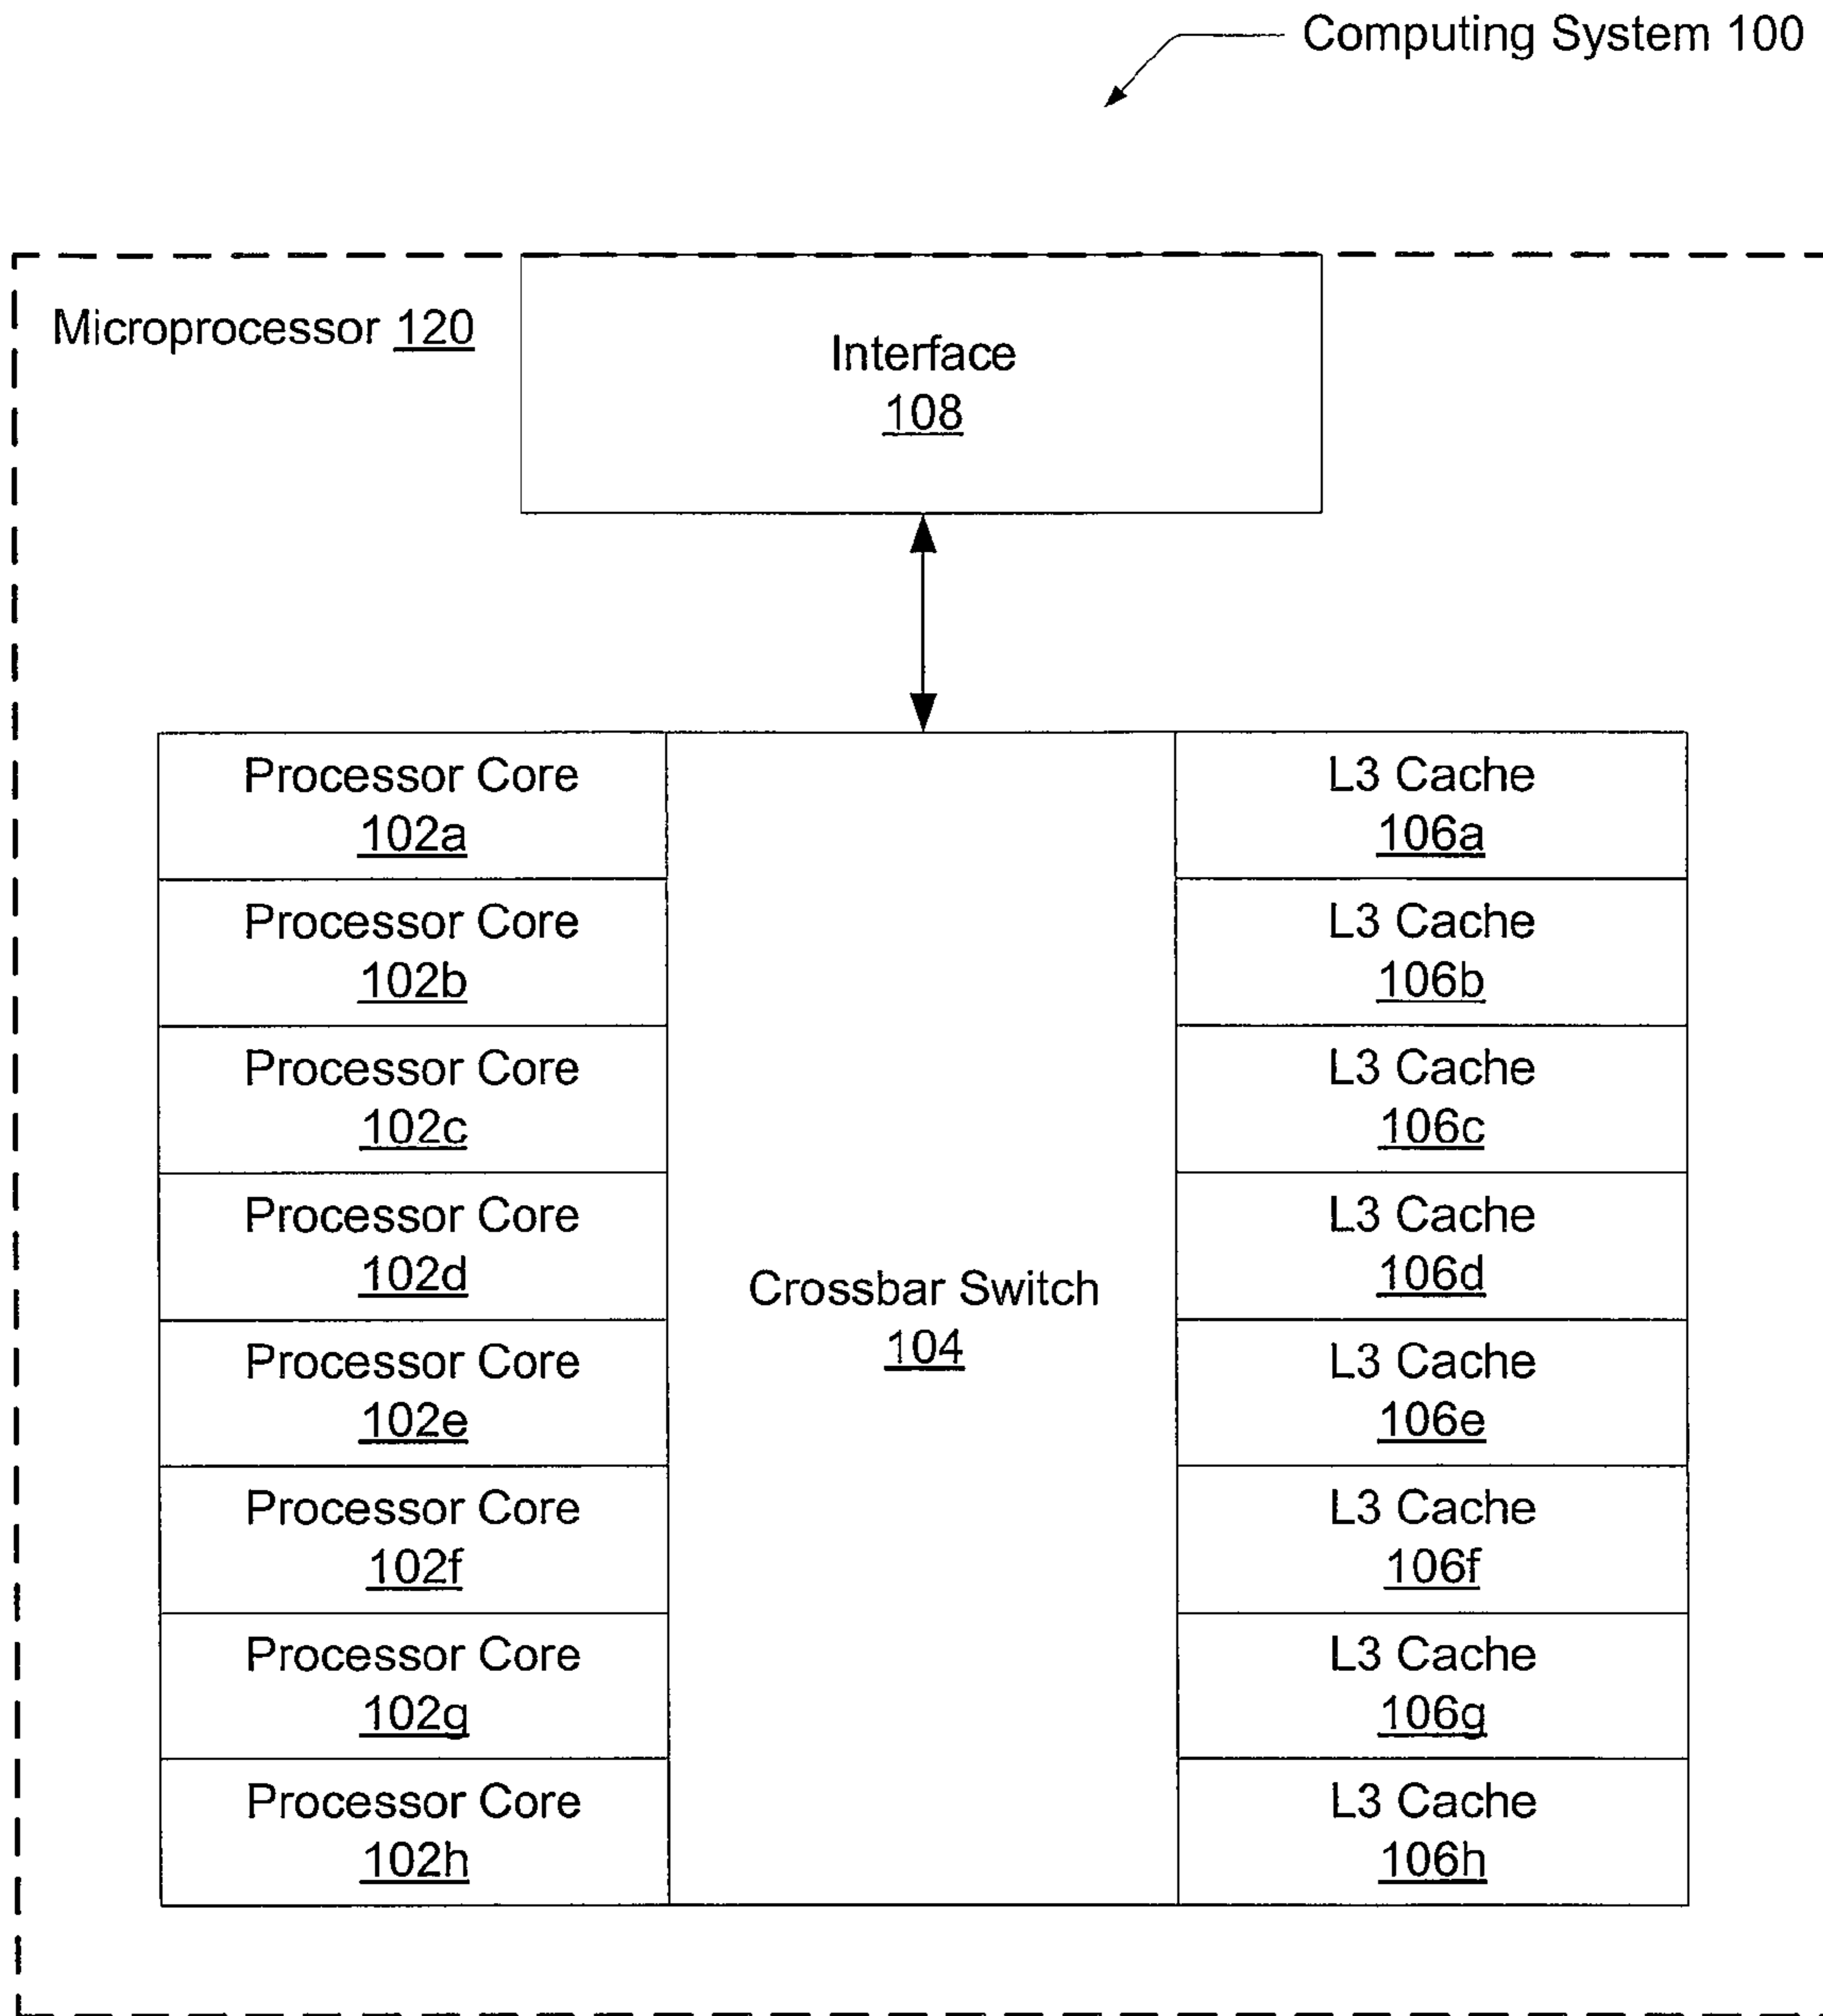 Computing System 100
Microprocessor 120
Interface
108
Processor Core
102a
L3 Cache
106a
Processor Core
102b
L3 Cache
106b
Processor Core
102c
L3 Cache
106c
Processor Core
102d
L3 Cache
106d
Crossbar Switch
104
Processor Core
102e
L3 Cache
106e
Processor Core
102f
L3 Cache
106f
Processor Core
102g
L3 Cache
106g
Processor Core
102h
L3 Cache
106h